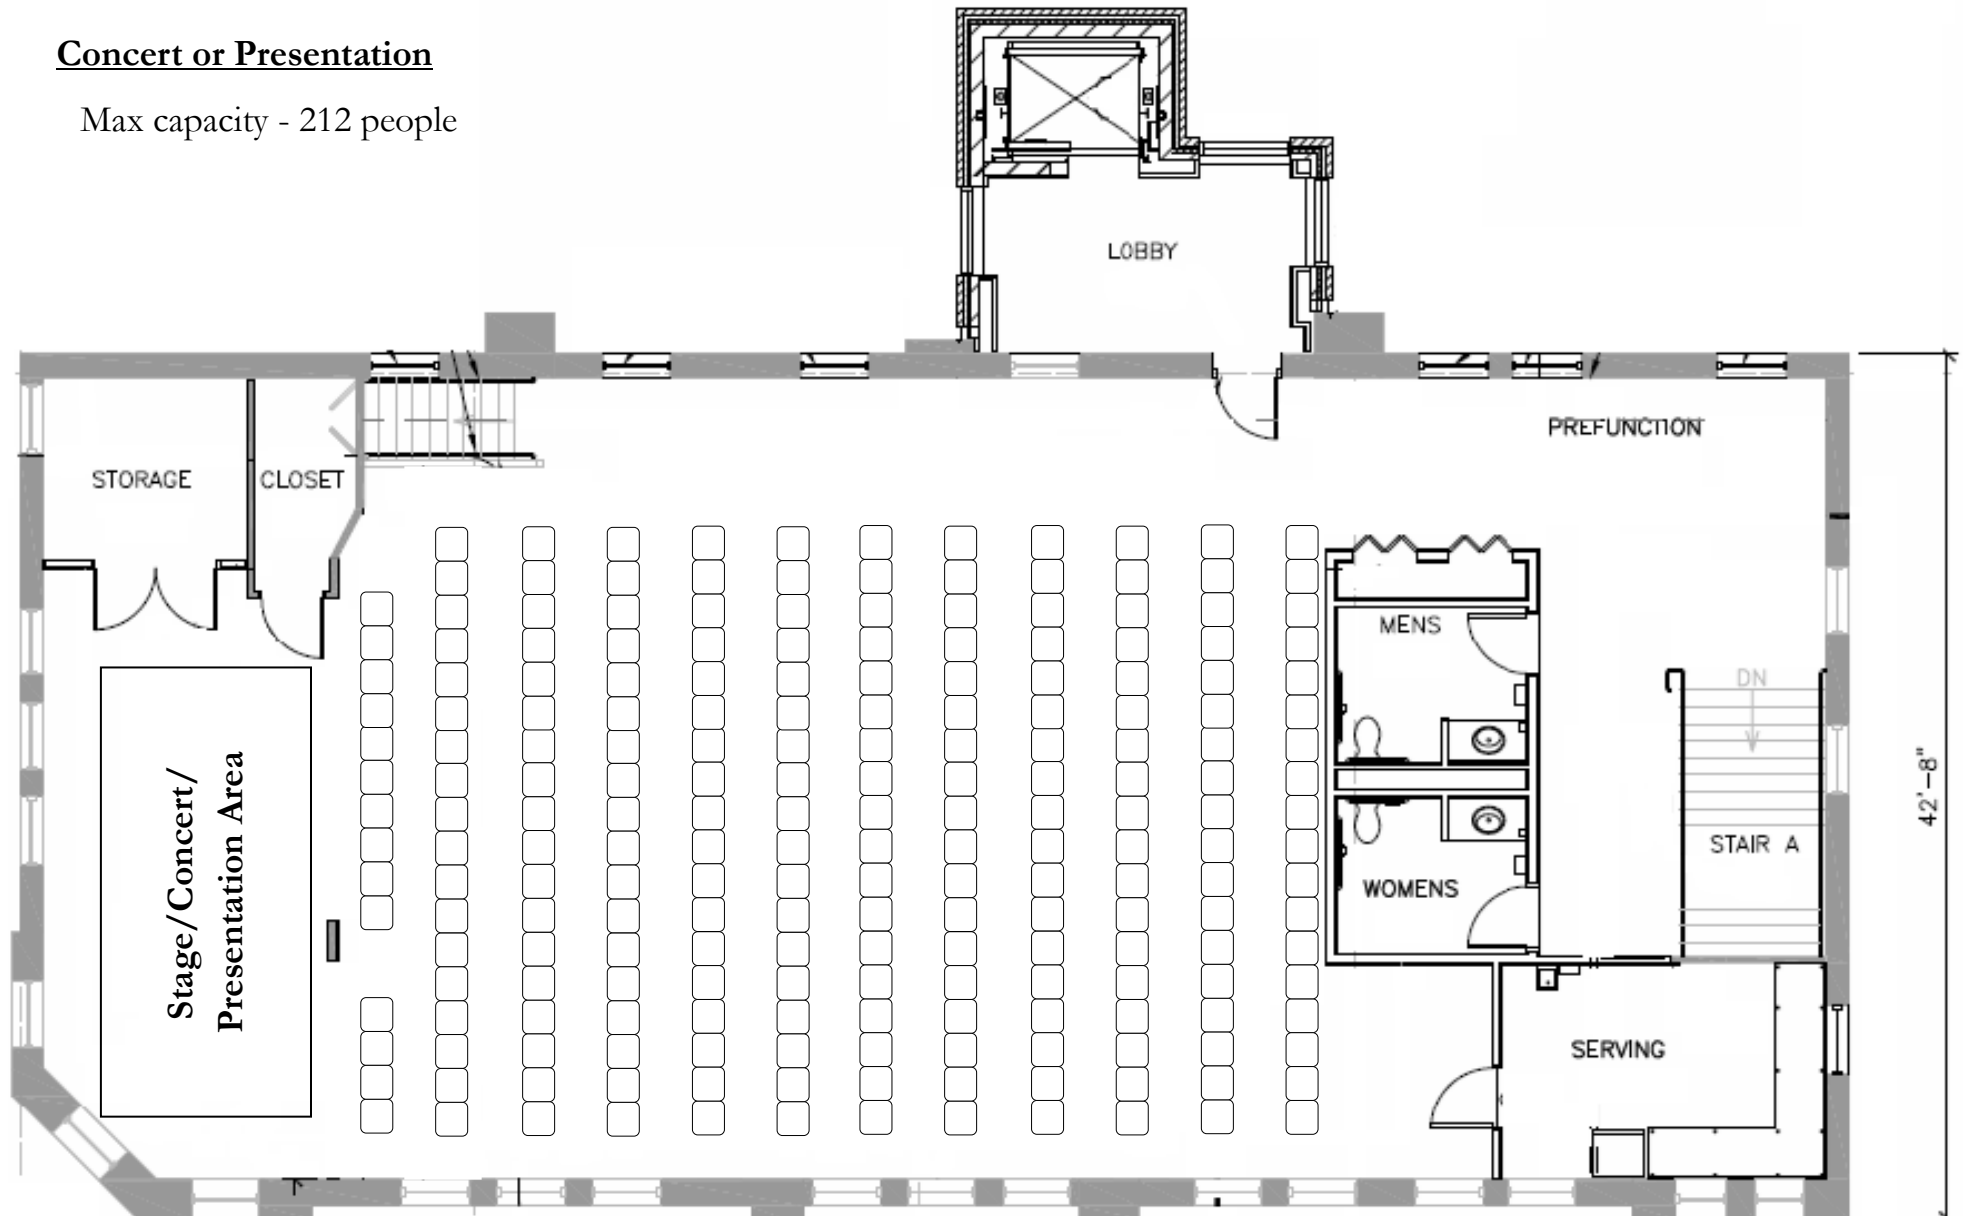 Concert or Presentation
Max capacity - 212 people
LOBBY
PREFUNCTION
STORAGE
CLOSET
MENS
DN
Stage/Concert/
Presentation Area
42'-8"
STAIR A
WOMENS
SERVING